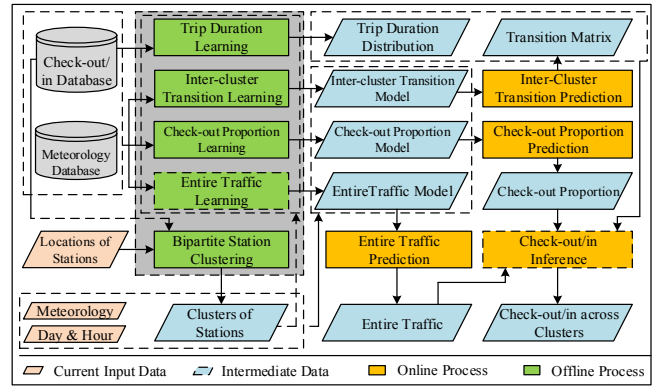 Check-out/
in Database
Trip Duration
Learning
Trip Duration
Distribution
Transition Matrix
Inter-cluster
Transition Learning
Inter-cluster Transition
Model
Inter-Cluster
Transition Prediction
Meteorology
Database
Check-out Proportion
Learning
Check-out Proportion
Model
Check-out Proportion
Prediction
Entire Traffic
Learning
EntireTraffic Model
Check-out Proportion
Locations of
Stations
Bipartite Station
Clustering
Entire Traffic
Prediction
Check-out/in
Inference
Meteorology
Day & Hour
Clusters of
Stations
Entire Traffic
Check-out/in across
Clusters
Current Input Data
Intermediate Data
Online Process
Offline Process